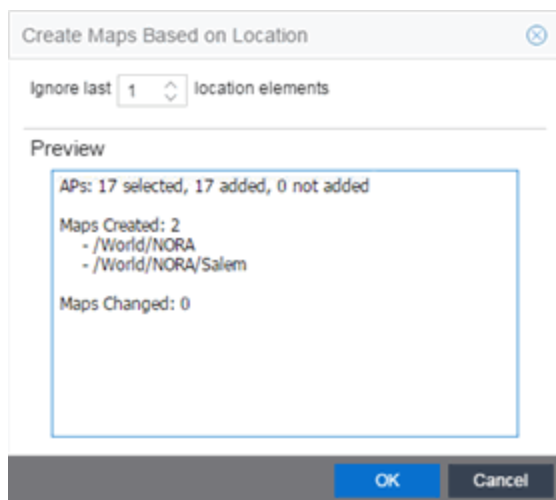 Create Maps Based on Location
Ignore last 1 location elements
Preview
APs: 17 selected, 17 added, 0 not added
Maps Created: 2
- /World/NORA
- /World/NORA/Salem
Maps Changed: 0
OK Cancel